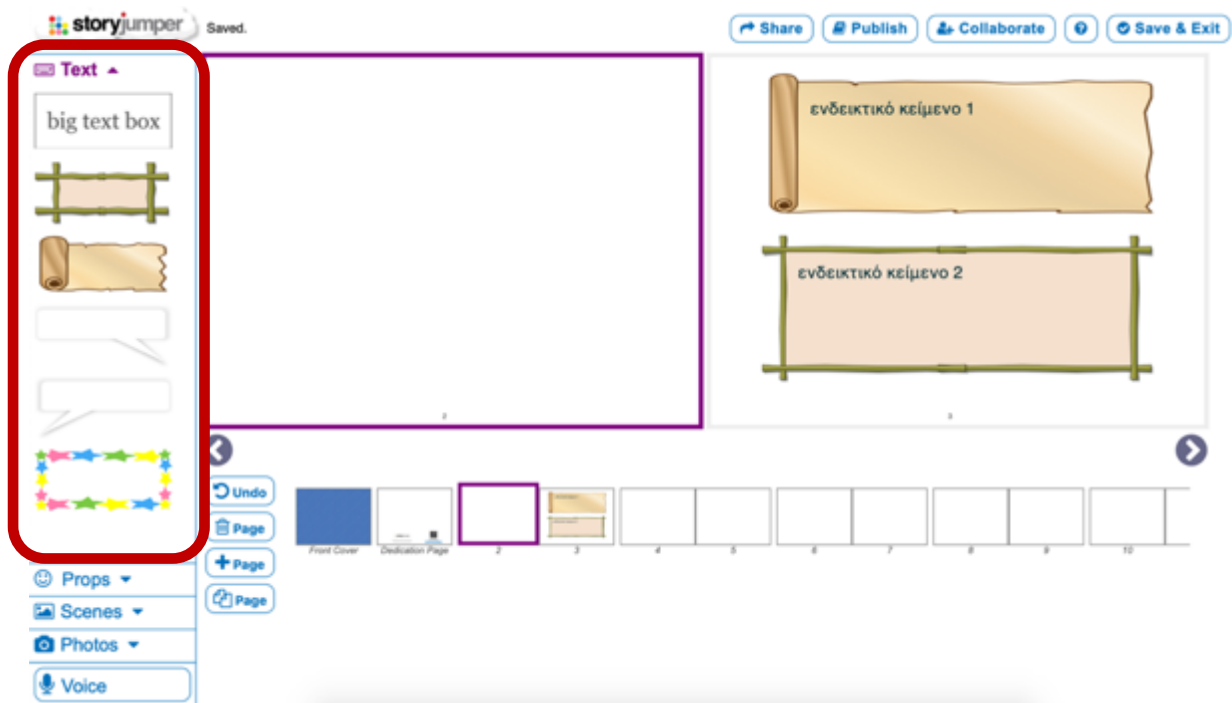 storyjumper
Saved.
Share
Publish
Collaborate
?
Save & Exit
Text
big text box
ενδεικτικό κείμενο 1
ενδεικτικό κείμενο 2
2
3
Undo
Page
Page
Page
Front Cover
Dedication Page
2
3
4
5
6
7
8
9
10
Props
Scenes
Photos
Voice